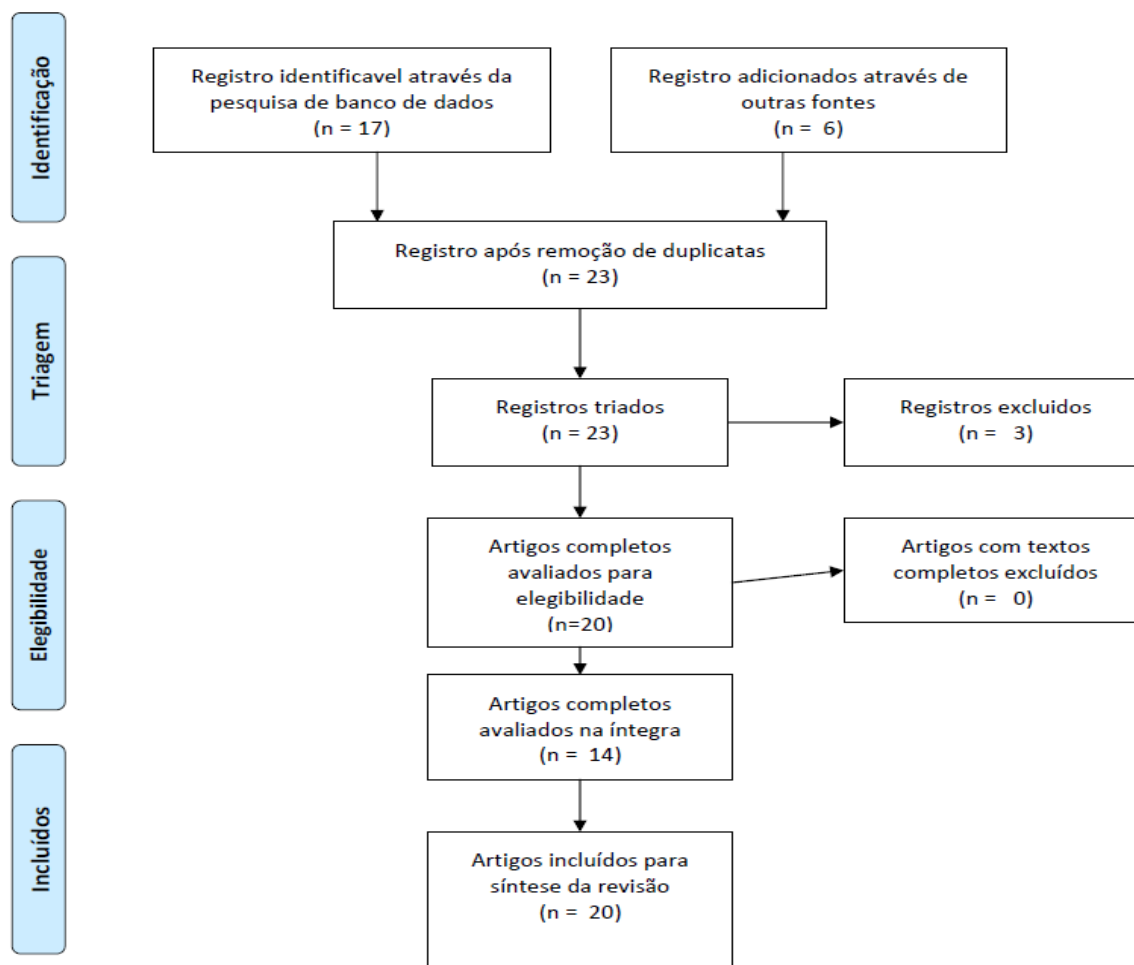 Identificação
Registro identificavel através da
pesquisa de banco de dados
(n = 17)
Registro adicionados através de
outras fontes
(n = 6)
Registro após remoção de duplicatas
(n = 23)
Triagem
Registros triados
(n = 23)
Registros excluidos
(n = 3)
Elegibilidade
Artigos completos
avaliados para
elegibilidade
(n=20)
Artigos com textos
completos excluídos
(n = 0)
Artigos completos
avaliados na íntegra
(n = 14)
Incluídos
Artigos incluídos para
síntese da revisão
(n = 20)